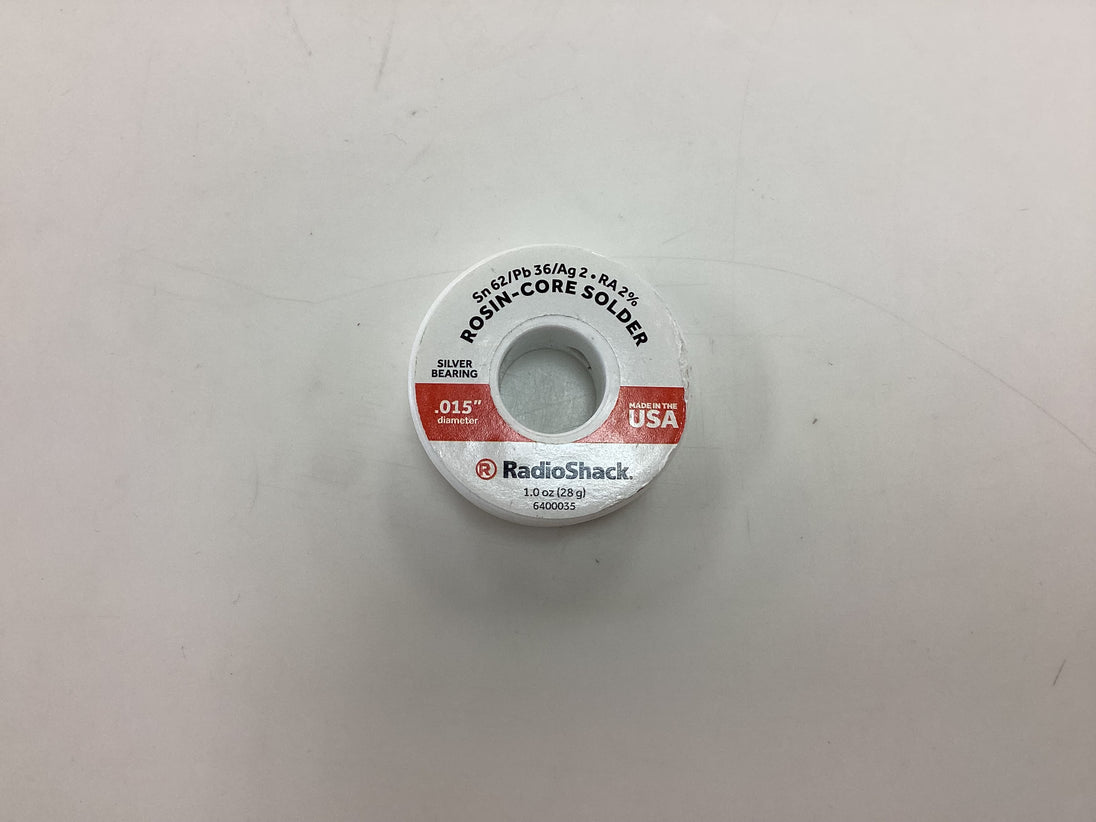 Sn 62/Pb 36/Ag 2 • RA 2%
ROSIN-CORE SOLDER
SILVER
BEARING
.015"
diameter
MADE IN THE
USA
R RadioShack.
1.0 oz (28 g)
6400035